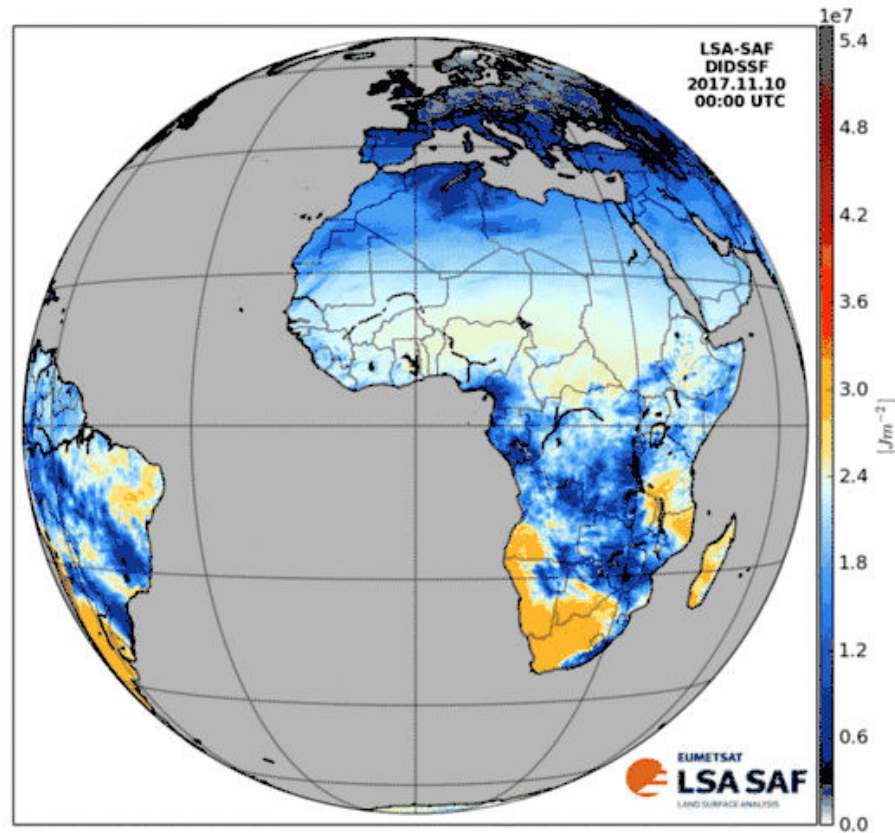 1e7
LSA-SAF
DIDSSF
2017.11.10
00:00 UTC
5.4
4.8
4.2
3.6
3.0
[Jm⁻²]
2.4
1.8
1.2
0.6
0.0
EUMETSAT
LSA SAF
LAND SURFACE ANALYSIS